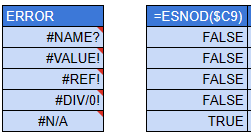 ERROR =ESNOD($C9)
#NAME? FALSE
#VALUE! FALSE
#REF! FALSE
#DIV/0! FALSE
#N/A TRUE